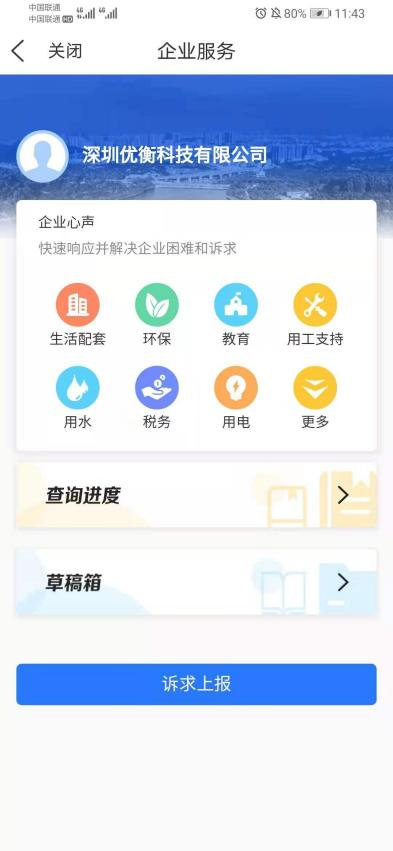 中国联通 46 46 80% 11:43
中国联通 HD
关闭 企业服务
深圳优衡科技有限公司
企业心声
快速响应并解决企业困难和诉求
生活配套 环保 教育 用工支持
用水 税务 用电 更多
查询进度
草稿箱
诉求上报